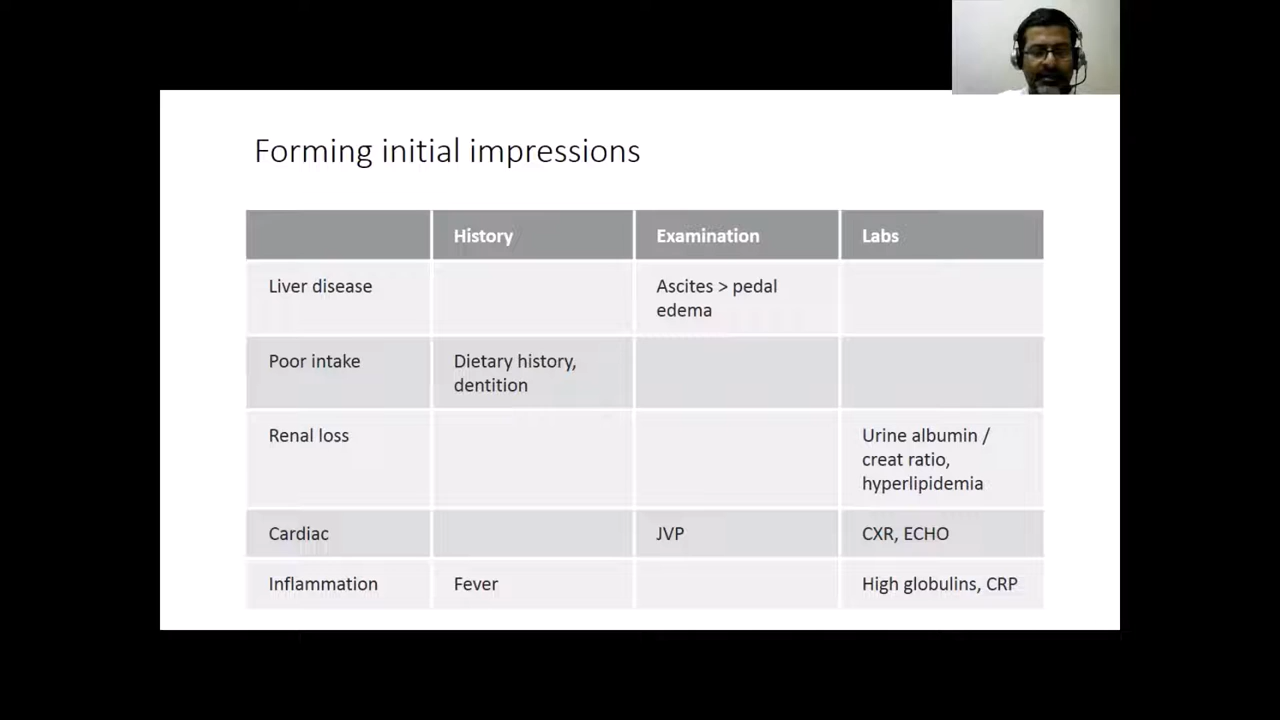 Forming initial impressions
History Examination Labs
Liver disease Ascites > pedal
edema
Poor intake Dietary history,
dentition
Renal loss Urine albumin /
creat ratio,
hyperlipidemia
Cardiac JVP CXR, ECHO
Inflammation Fever High globulins, CRP